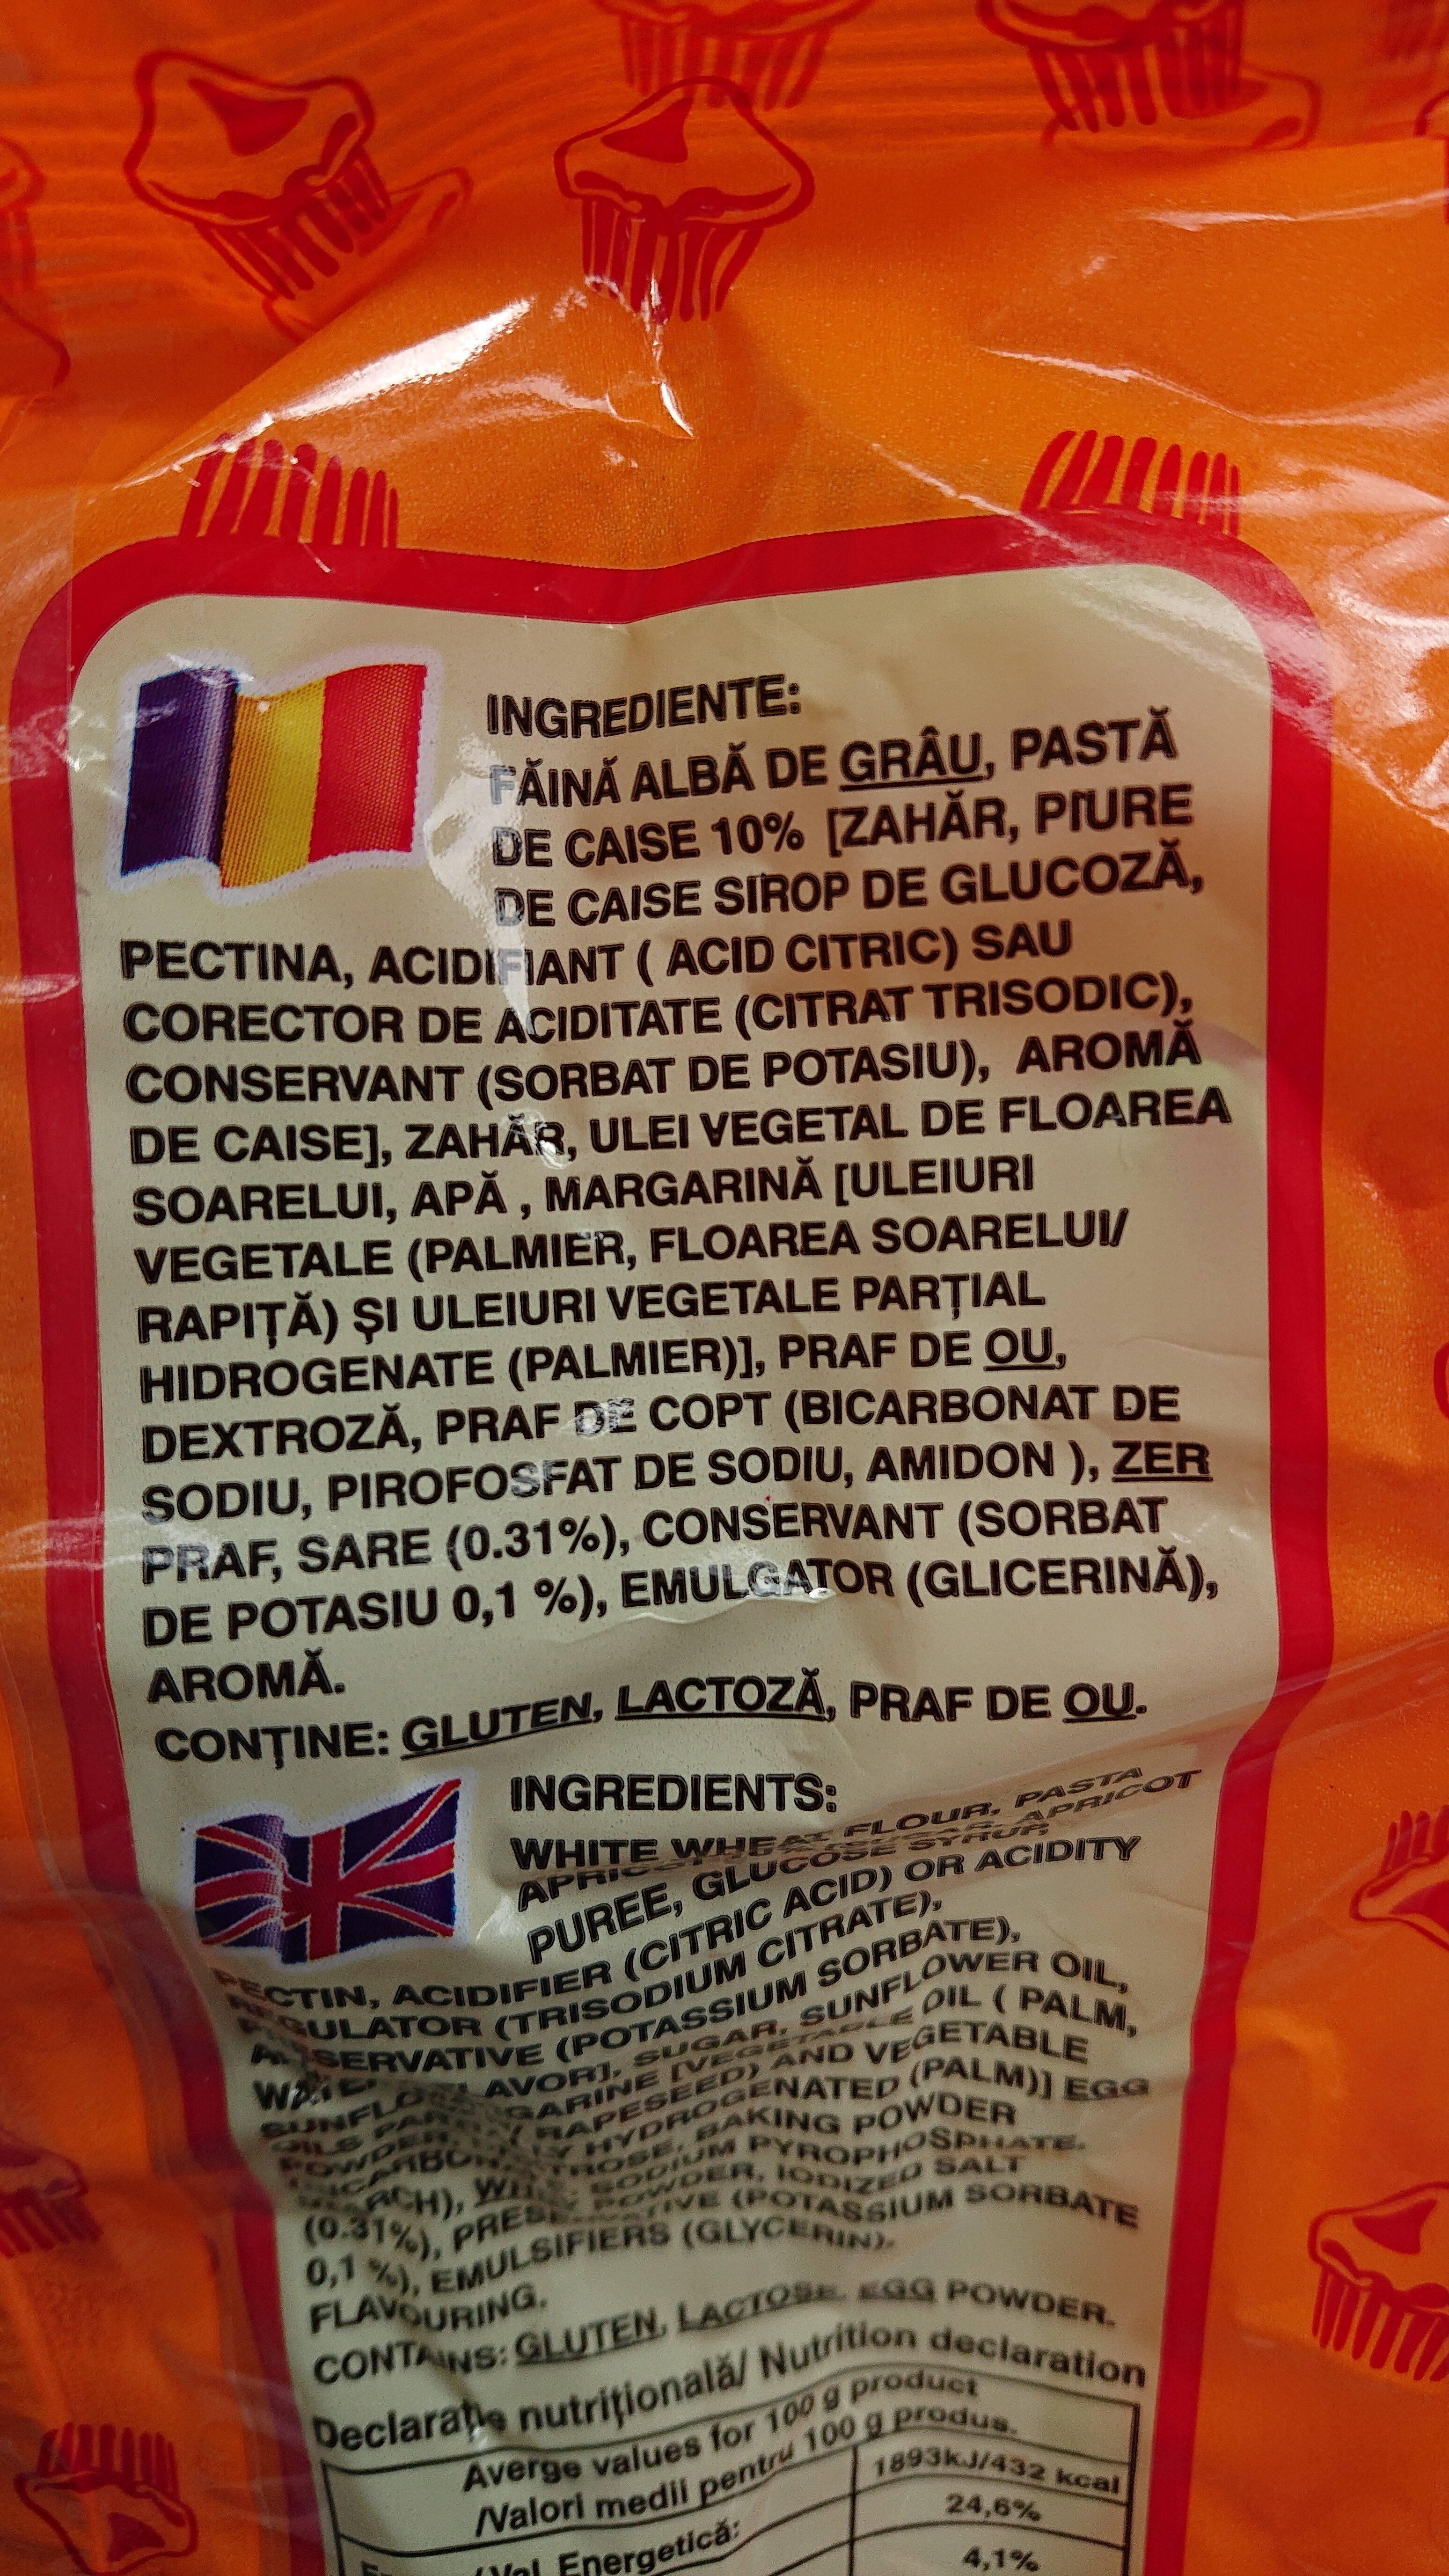 INGREDIENTE:
FĂINĂ ALBĂ DE GRÂU, PASTĂ
DE CAISE 10% [ZAHĂR, PIURE
DE CAISE SIROP DE GLUCOZĂ,
PECTINA, ACIDIFIANT ( ACID CITRIC) SAU
CORECTOR DE ACIDITATE (CITRAT TRISODIC),
CONSERVANT (SORBAT DE POTASIU), AROMĂ
DE CAISE], ZAHĂR, ULEI VEGETAL DE FLOAREA
SOARELUI, APĂ , MARGARINĂ [ULEIURI
VEGETALE (PALMIER, FLOAREA SOARELUI/
RAPIȚĂ) ȘI ULEIURI VEGETALE PARȚIAL
HIDROGENATE (PALMIER)], PRAF DE OU,
DEXTROZĂ, PRAF DE COPT (BICARBONAT DE
SODIU, PIROFOSFAT DE SODIU, AMIDON ), ZER
PRAF, SARE (0.31%), CONSERVANT (SORBAT
DE POTASIU 0,1 %), EMULGATOR (GLICERINĂ),
AROMĂ.
CONȚINE: GLUTEN, LACTOZĂ, PRAF DE OU.
INGREDIENTS:
WHITE WHEAT FLOUR, PASTA
APRICOT
PUREE, GLUCOSE SYRUP
PECTIN, ACIDIFIER (CITRIC ACID) OR ACIDITY
REGULATOR (TRISODIUM CITRATE),
(POTASSIUM SORBATE),
SUGAR, SUNFLOWER OIL,
OIL ( PALM,
RAPESEED) AND VEGETABLE
HYDROGENATED (PALM)] EGG
POWDER, BAKING POWDER
SODIUM PYROPHOSPHATE,
POWDER, IODIZED SALT
(0.31%), (POTASSIUM SORBATE
0,1 %), EMULSIFIERS (GLYCERIN),
FLAVOURING.
CONTAINS: GLUTEN, LACTOSE, EGG POWDER.
Declarație nutrițională/ Nutrition declaration
Averge values for 100 g product
/Valori medii pentru 100 g produs.
/Val. Energetică:
1893kJ/432 kcal
24,6%
4,1%